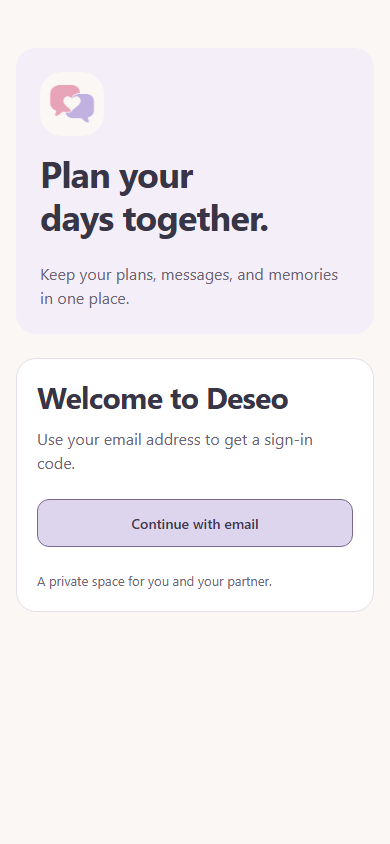 Plan your
days together.
Keep your plans, messages, and memories
in one place.
Welcome to Deseo
Use your email address to get a sign-in
code.
Continue with email
A private space for you and your partner.